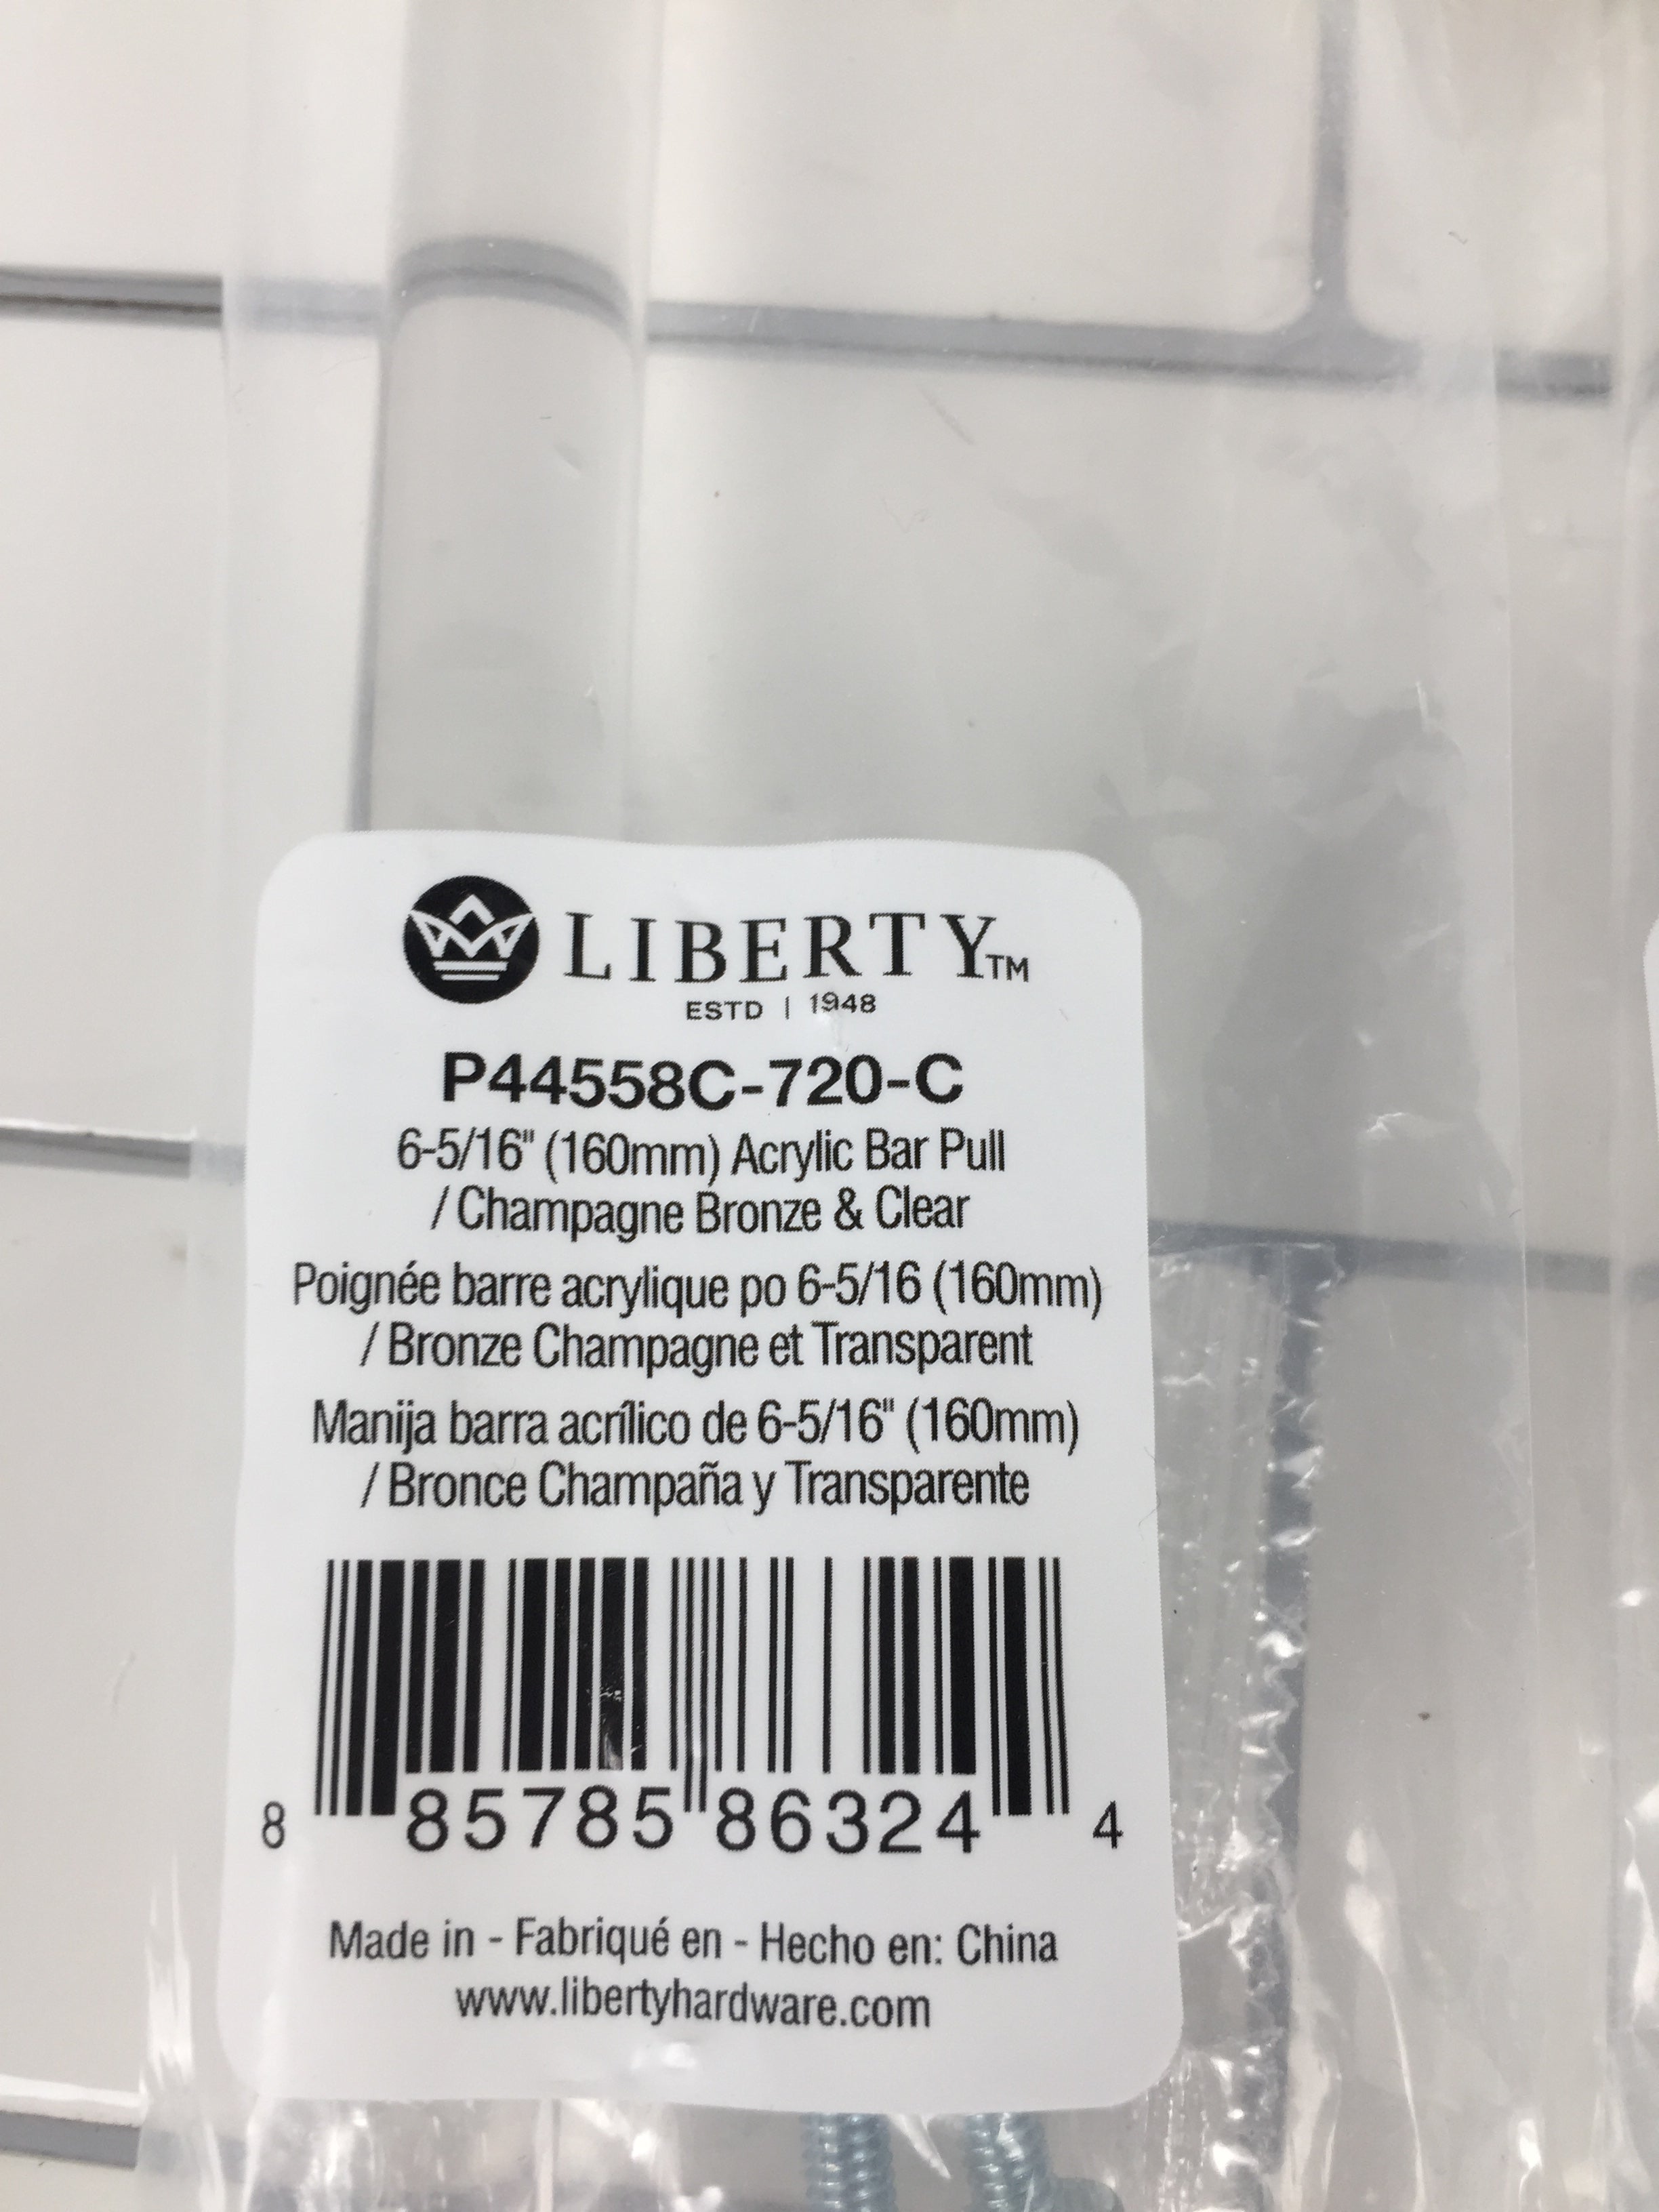 LIBERTY™
ESTD | 1948
P44558C-720-C
6-5/16" (160mm) Acrylic Bar Pull
/ Champagne Bronze & Clear
Poignée barre acrylique po 6-5/16 (160mm)
/ Bronze Champagne et Transparent
Manija barra acrílico de 6-5/16" (160mm)
/ Bronce Champaña y Transparente
8 85785 86324 4
Made in - Fabriqué en - Hecho en: China
www.libertyhardware.com